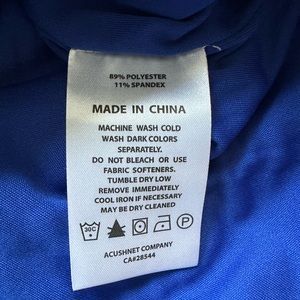 89% POLYESTER
11% SPANDEX
MADE IN CHINA
MACHINE WASH COLD
WASH DARK COLORS
SEPARATELY.
DO NOT BLEACH OR USE
FABRIC SOFTENERS.
TUMBLE DRY LOW
REMOVE IMMEDIATELY
COOL IRON IF NECESSARY
MAY BE DRY CLEANED
30C
P
ACUSHNET COMPANY
CA#28544